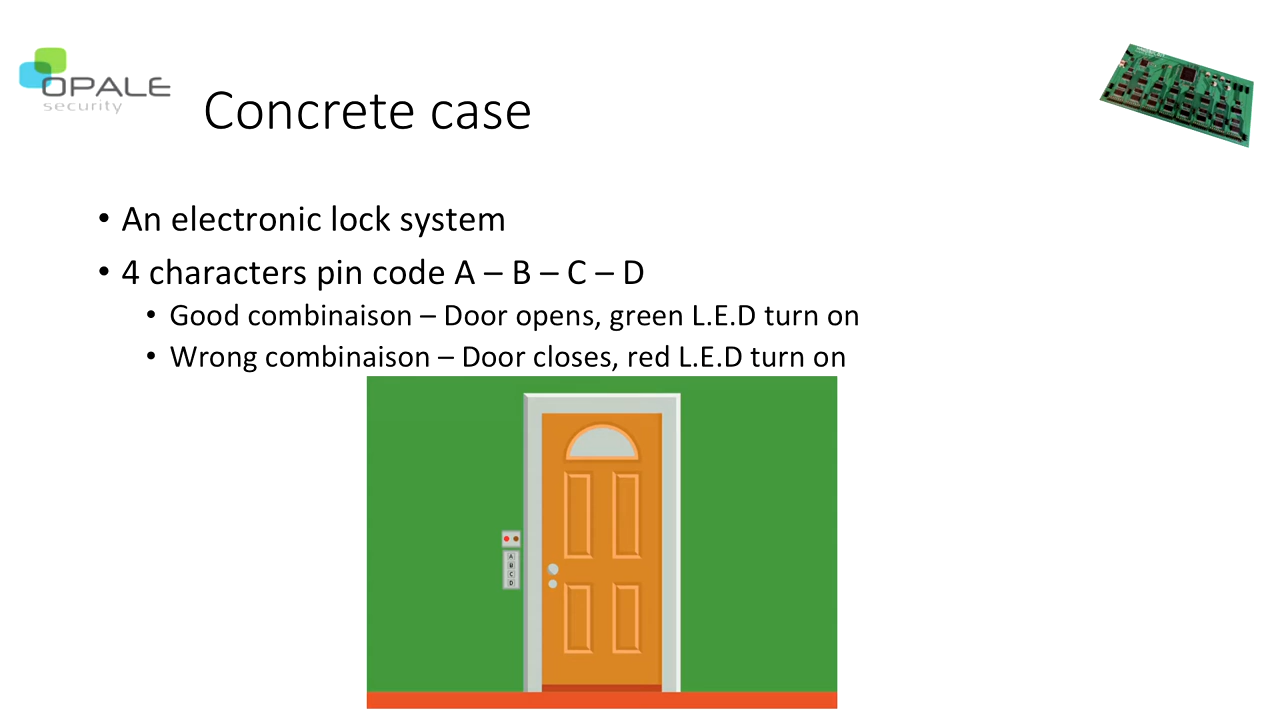 OPALE
security
Concrete case
• An electronic lock system
• 4 characters pin code A – B – C – D
• Good combinaison – Door opens, green L.E.D turn on
• Wrong combinaison – Door closes, red L.E.D turn on
A
B
C
D